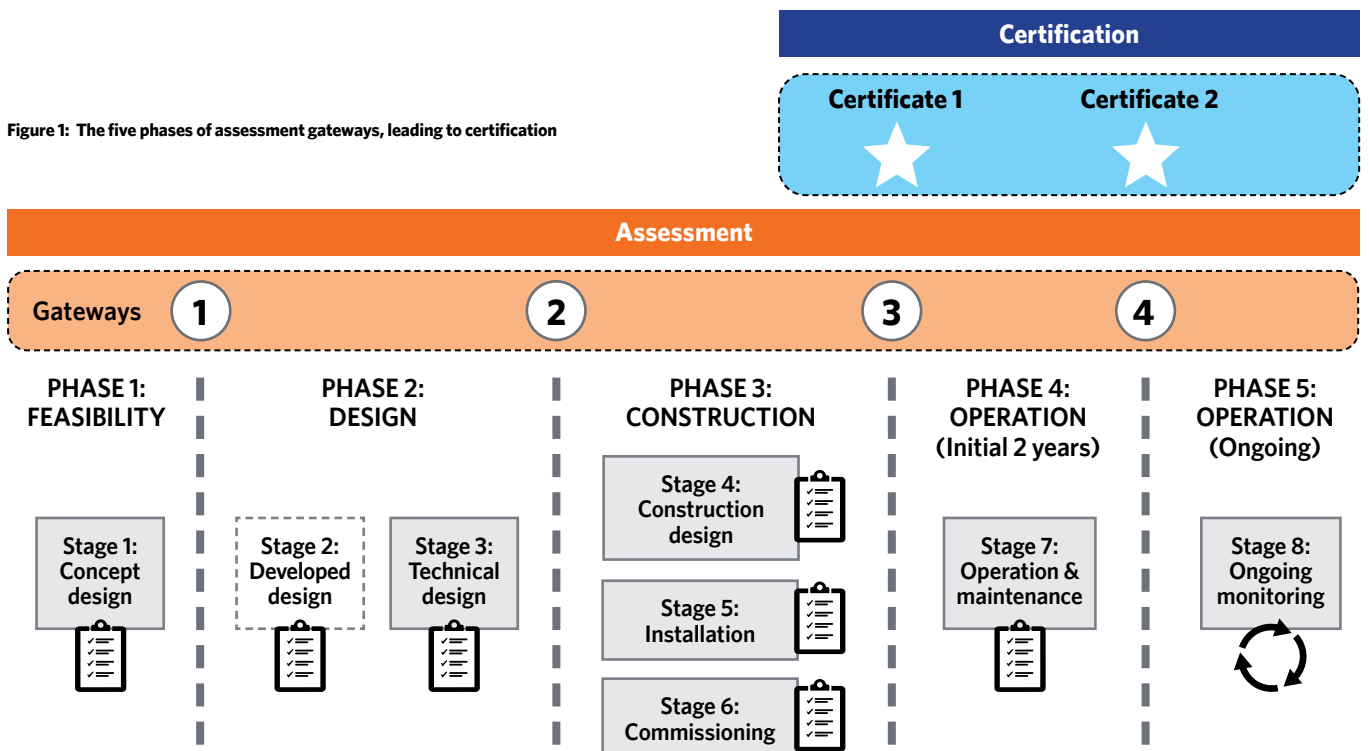 Certification
Certificate 1
Certificate 2
Figure 1: The five phases of assessment gateways, leading to certification
Assessment
Gateways
1
2
3
4
PHASE 1:
FEASIBILITY
PHASE 2:
DESIGN
PHASE 3:
CONSTRUCTION
PHASE 4:
OPERATION
(Initial 2 years)
PHASE 5:
OPERATION
(Ongoing)
Stage 1:
Concept
design
Stage 2:
Developed
design
Stage 3:
Technical
design
Stage 4:
Construction
design
Stage 5:
Installation
Stage 6:
Commissioning
Stage 7:
Operation &
maintenance
Stage 8:
Ongoing
monitoring